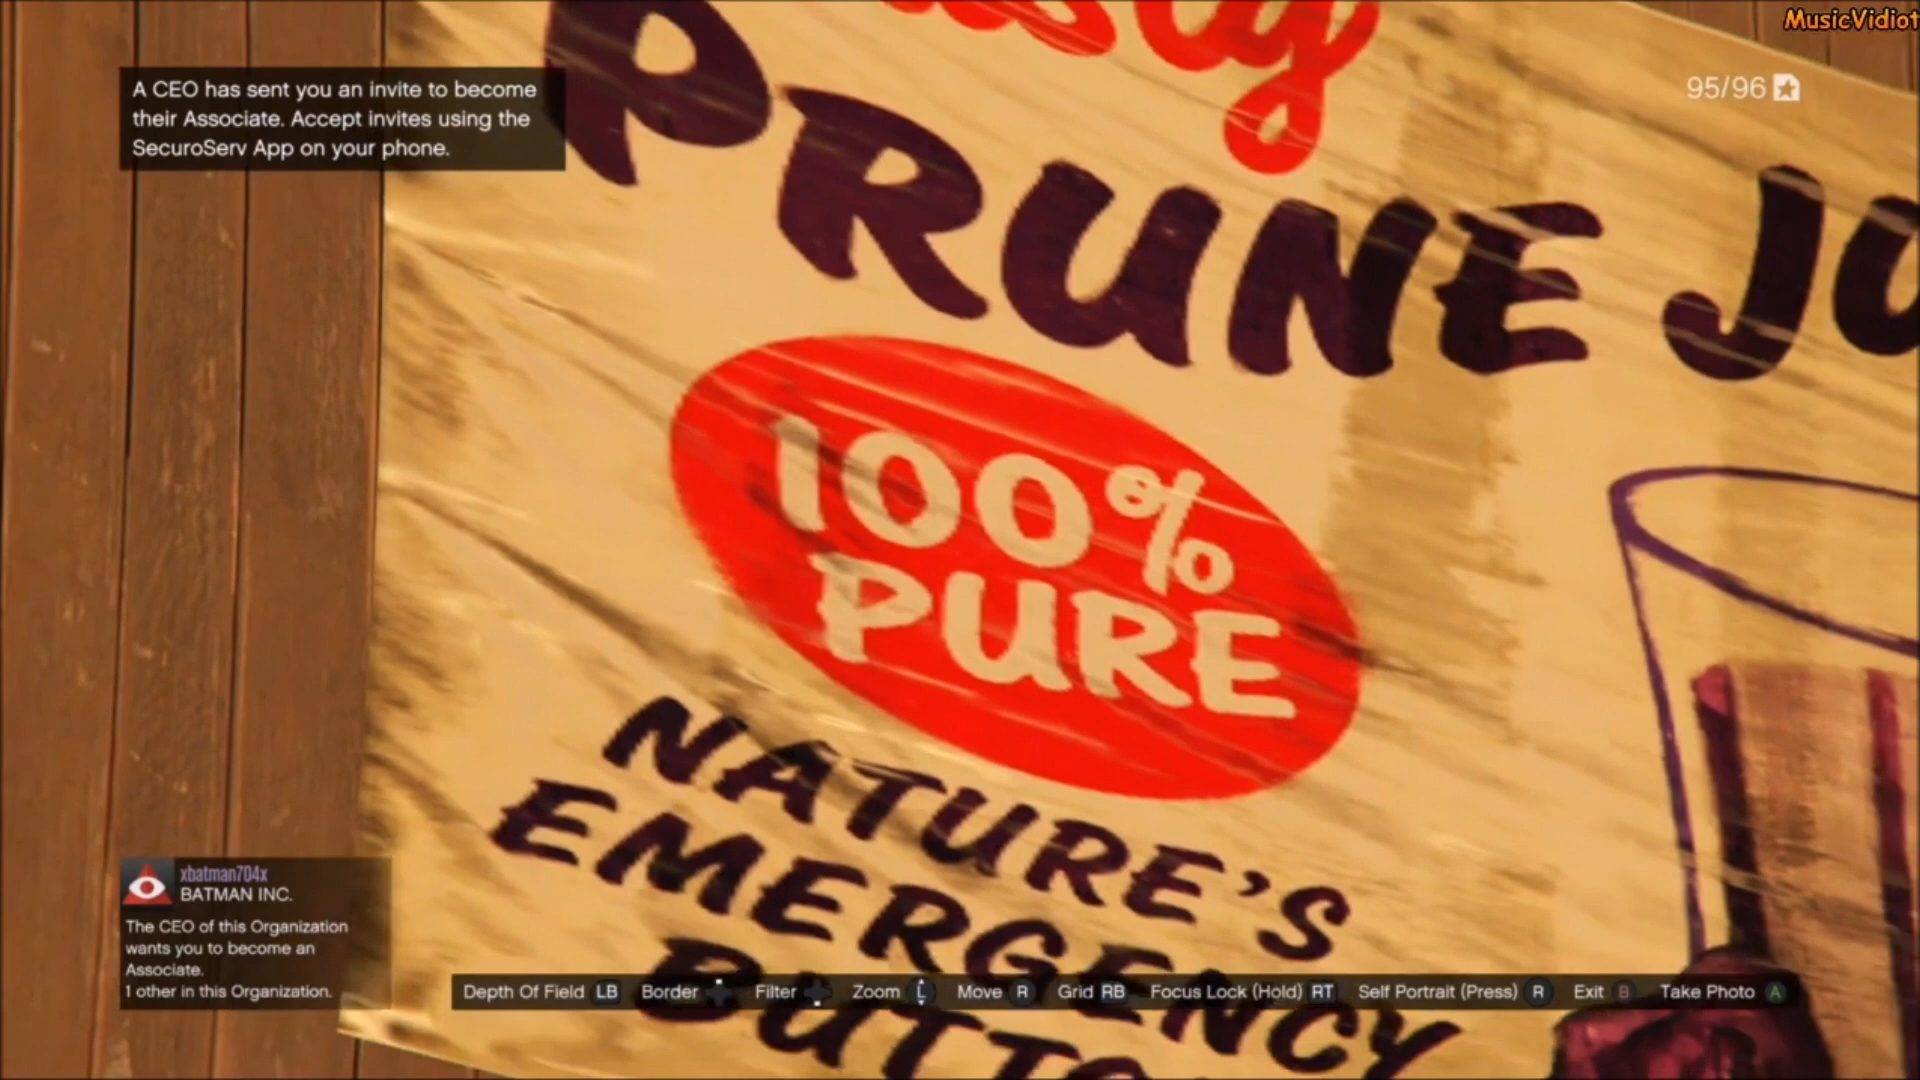 MusicVidiot
A CEO has sent you an invite to become
their Associate. Accept invites using the
SecuroServ App on your phone.
95/96
PRUNE
100%
PURE
NATURE'S
EMERGENCY
xbatman704x
BATMAN INC.
The CEO of this Organization
wants you to become an
Associate.
1 other in this Organization.
Depth Of Field LB Border Filter Zoom L Move R Grid RB Focus Lock (Hold) RT Self Portrait (Press) R Exit B Take Photo A